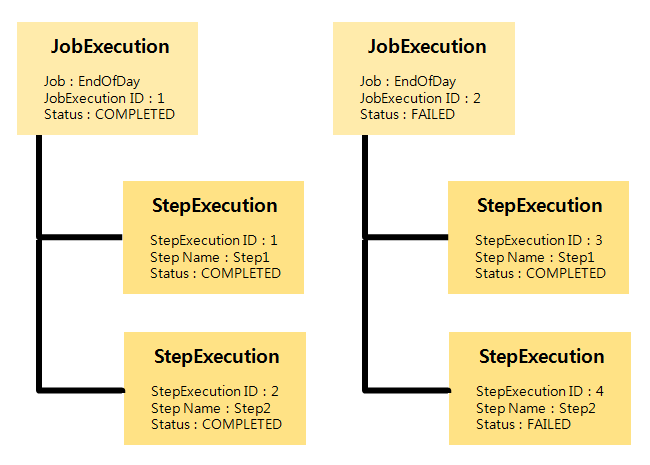 JobExecution
Job : EndOfDay
JobExecution ID : 1
Status : COMPLETED
StepExecution
StepExecution ID : 1
Step Name : Step1
Status : COMPLETED
StepExecution
StepExecution ID : 2
Step Name : Step2
Status : COMPLETED
JobExecution
Job : EndOfDay
JobExecution ID : 2
Status : FAILED
StepExecution
StepExecution ID : 3
Step Name : Step1
Status : COMPLETED
StepExecution
StepExecution ID : 4
Step Name : Step2
Status : FAILED